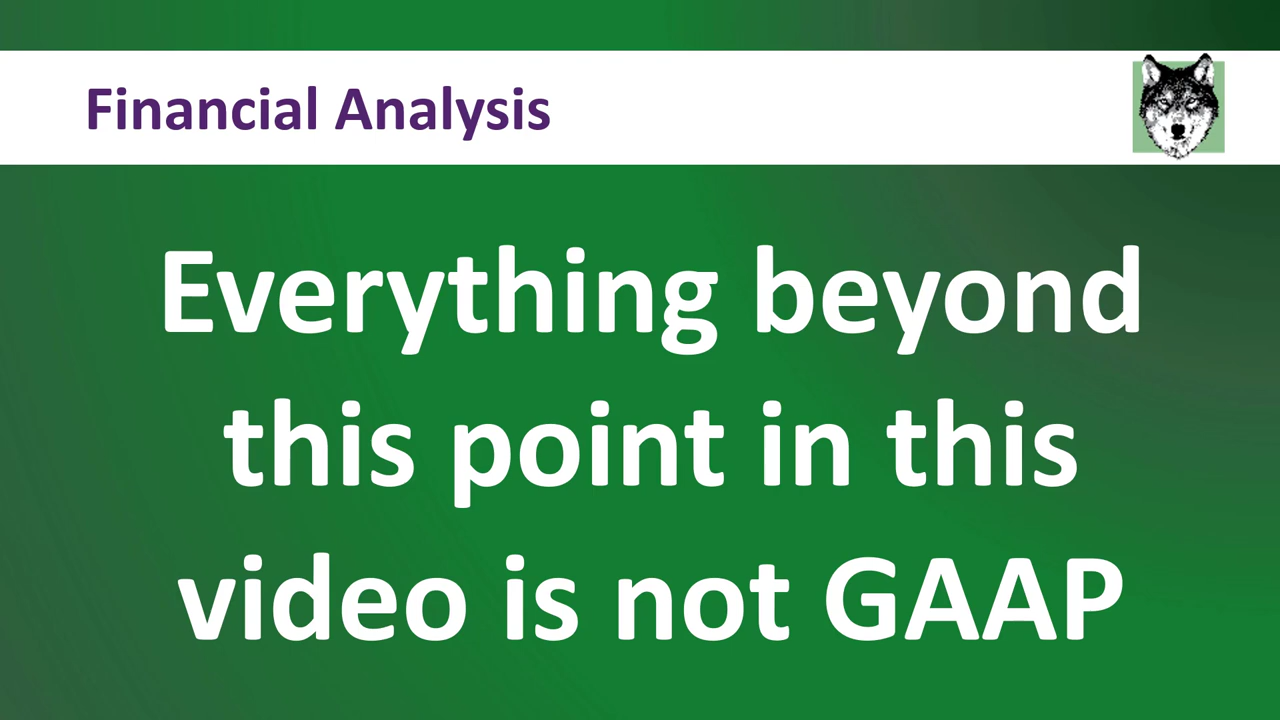 Financial Analysis
Everything beyond
this point in this
video is not GAAP